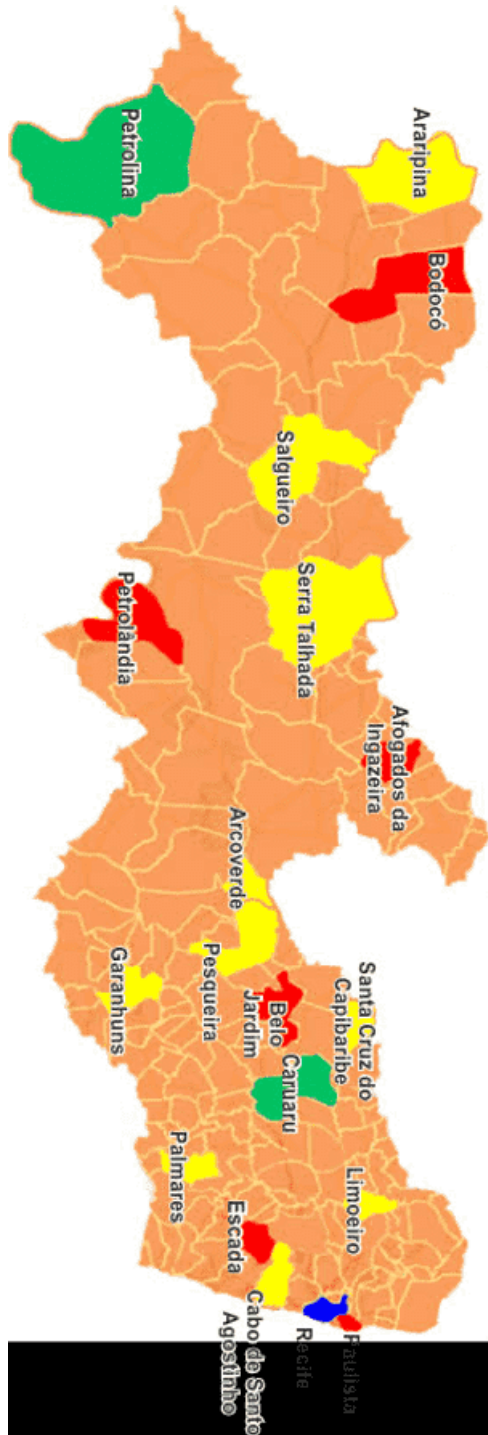 Araripina
Petrolina
Bodocó
Salgueiro
Serra Talhada
Petrolândia
Afogados da
Ingazeira
Arcoverde
Pesqueira
Garanhuns
Belo
Jardim
Santa Cruz do
Capibaribe
Caruaru
Palmares
Limoeiro
Escada
Cabo de Santo
Agostinho
Recife
Paulista